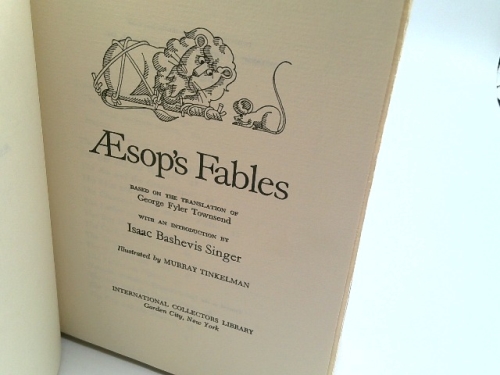 ÆSOP'S Fables
BASED ON THE TRANSLATION OF
George Fyler Townsend
WITH AN INTRODUCTION BY
Isaac Bashevis Singer
Illustrated by MURRAY TINKELMAN
INTERNATIONAL COLLECTORS LIBRARY
Garden City, New York